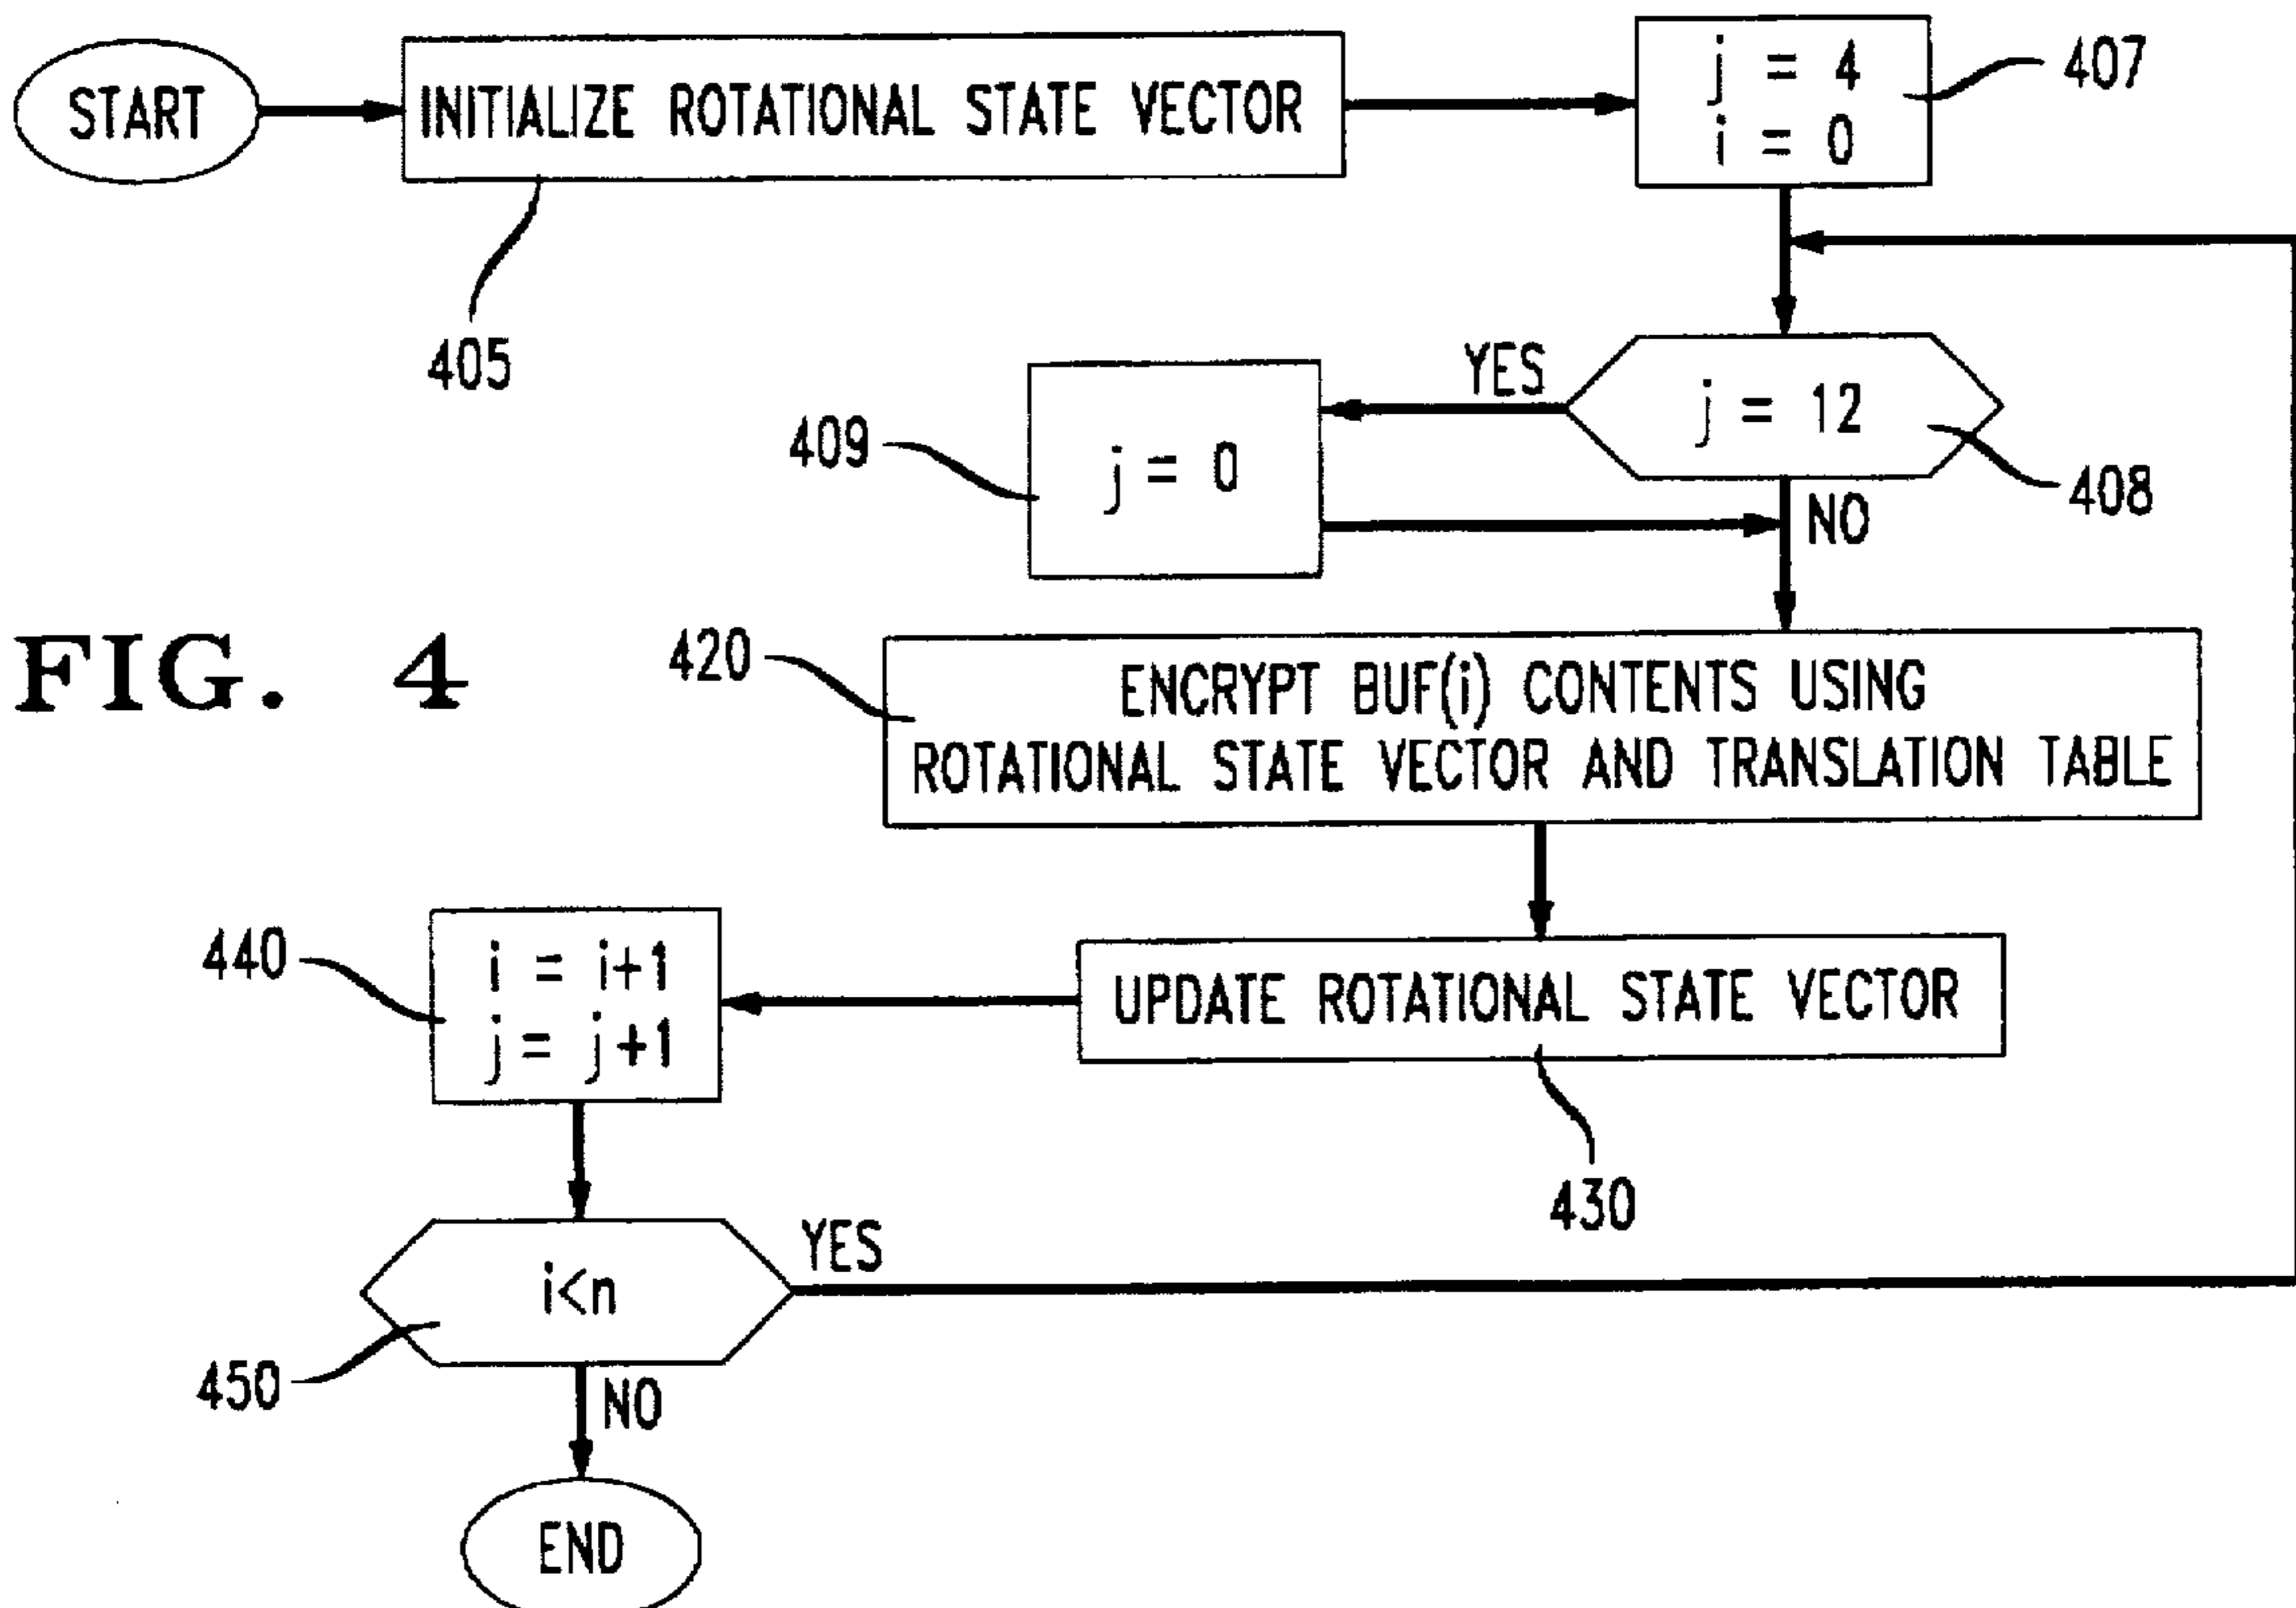 START
INITIALIZE ROTATIONAL STATE VECTOR
j = 4
i = 0
407
405
YES
j = 12
408
409
j = 0
NO
FIG. 4
420
ENCRYPT BUF(i) CONTENTS USING
ROTATIONAL STATE VECTOR AND TRANSLATION TABLE
440
i = i+1
j = j+1
UPDATE ROTATIONAL STATE VECTOR
430
YES
i<n
450
NO
END